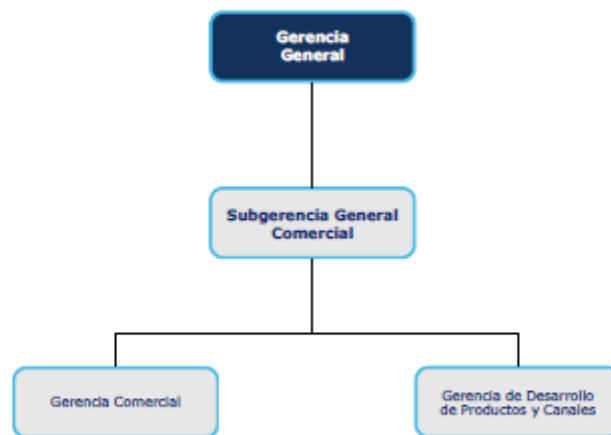 Gerencia
General
Subgerencia General
Comercial
Gerencia Comercial
Gerencia de Desarrollo
de Productos y Canales